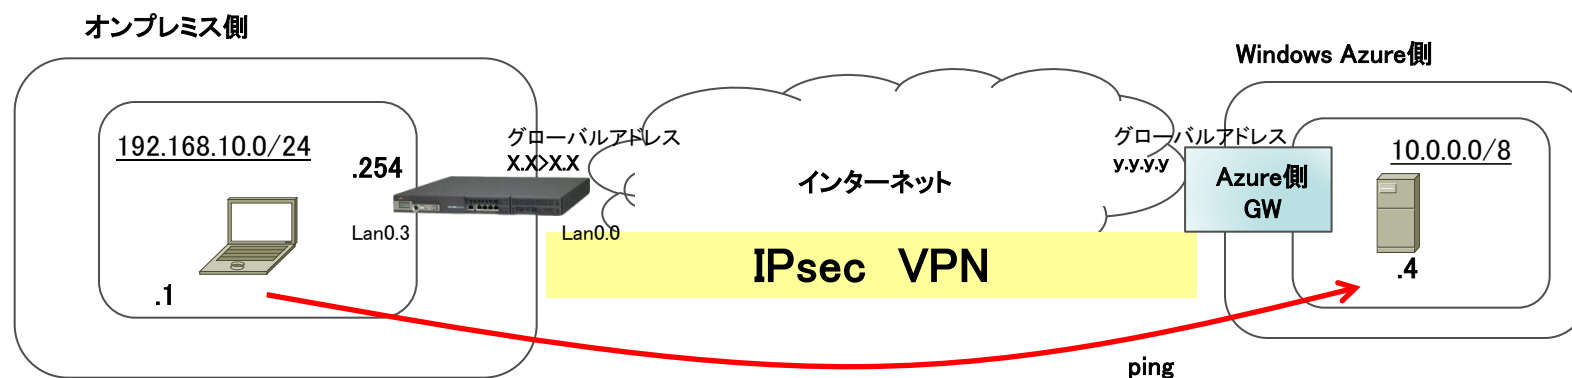 オンプレミス側
Windows Azure側
192.168.10.0/24
.254
グローバルアドレス
X.X>X.X
インターネット
グローバルアドレス
y.y.y.y
Azure側
GW
10.0.0.0/8
Lan0.3
Lan0.0
IPsec VPN
.1
.4
ping